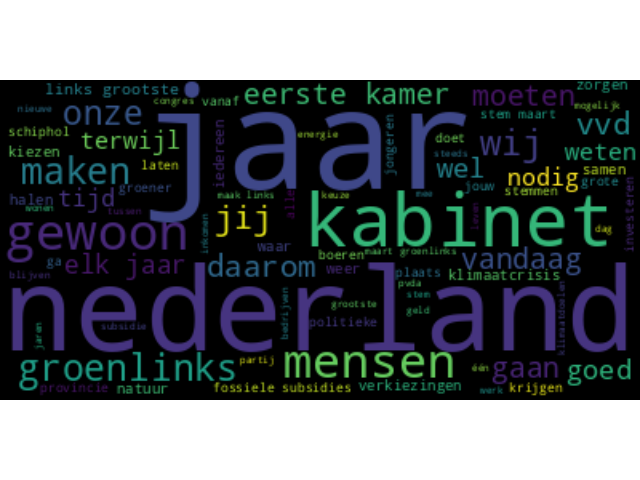 links grootste
zorgen
nieuwe
congres
vanaf
eerste kamer
moeten
mogelijk
onze
jaar
stem maart
vvd
schiphol
terwijl
iedereen
energie
jongeren
doet
wij
kiezen
steeds
weten
maken
laten
wel
nodig
samen
groener
jouw
grote
halen
tijd
maak links
keuze
mee
stemmen
wonen
tussen
jij
alle
kabinet
leven
dag
investeren
gewoon
inkomen
waar
boeren
maart groenlinks
vandaag
ga
elk jaar
daarom
weer
plaats
klimaatcrisis
blijven
nederland
pvda
stem
grootste
geld
klimaatdoelen
jaren
subsidie
bedrijven
politieke
groenlinks
partij
mensen
één
gaan
goed
provincie
natuur
fossiele subsidies
verkiezingen
werk
krijgen